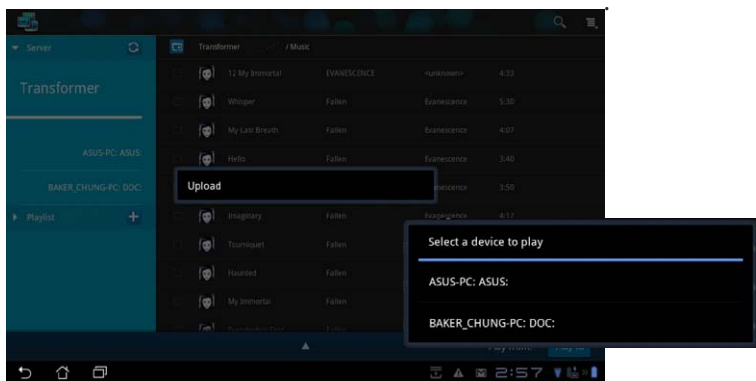 Server
Transformer
ASUS-PC: ASUS:
BAKER_CHUNG-PC: DOC:
Playlist
Transformer / Music
12 My Immortal EVANESCENCE <unknown> 4:33
Whisper Fallen Evanescence 5:30
My Last Breath Fallen Evanescence 4:07
Hello Fallen Evanescence 3:40
Upload
Evanescence 3:50
Imaginary Fallen Evanescence 4:17
Tourniquet Fallen
Haunted Fallen
My Immortal Fallen
Select a device to play
ASUS-PC: ASUS:
BAKER_CHUNG-PC: DOC:
2:57